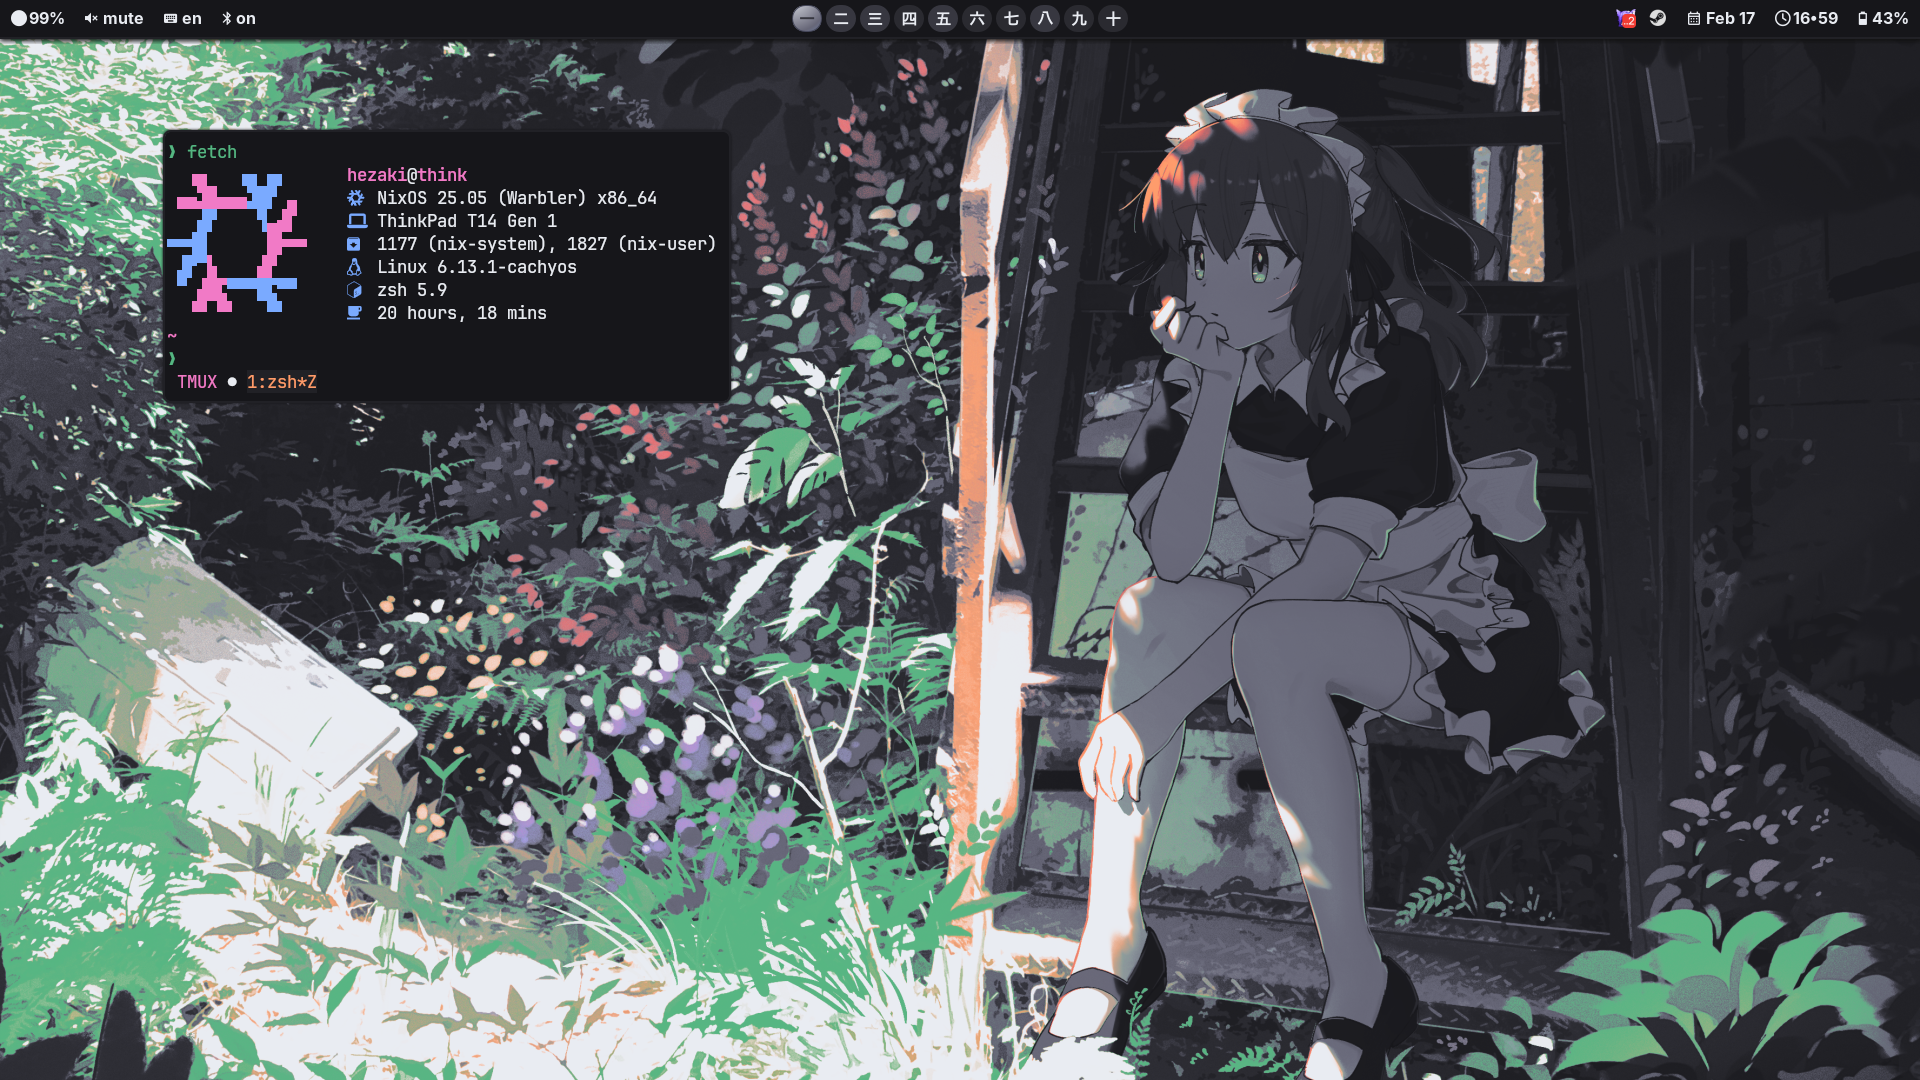 99% mute en on 一 二 三 四 五 六 七 八 九 十 2 Feb 17 16•59 43%
❫ fetch
hezaki@think
NixOS 25.05 (Warbler) x86_64
ThinkPad T14 Gen 1
1177 (nix-system), 1827 (nix-user)
Linux 6.13.1-cachyos
zsh 5.9
20 hours, 18 mins
~
❫
TMUX ● 1:zsh*Z